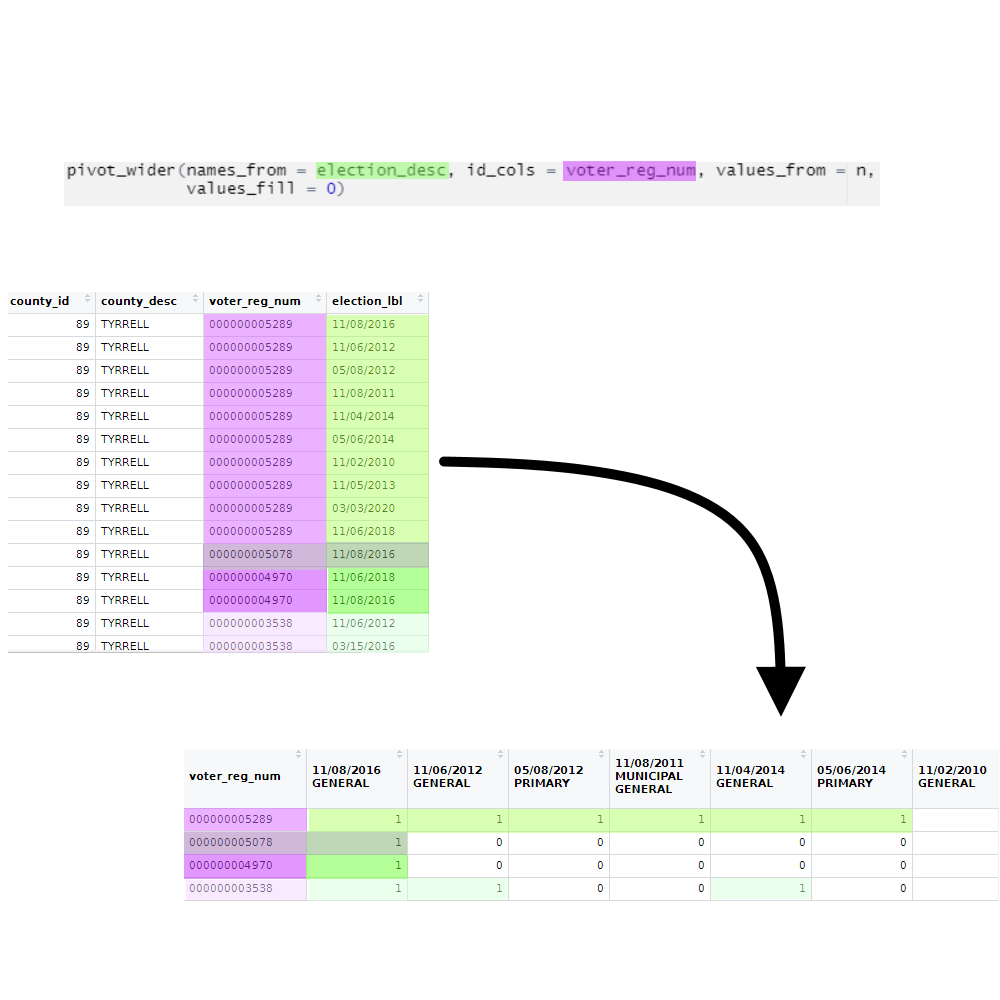 pivot_wider(names_from = election_desc, id_cols = voter_reg_num, values_from = n,
values_fill = 0)
county_id county_desc voter_reg_num election_lbl
89 TYRRELL 000000005289 11/08/2016
89 TYRRELL 000000005289 11/06/2012
89 TYRRELL 000000005289 05/08/2012
89 TYRRELL 000000005289 11/08/2011
89 TYRRELL 000000005289 11/04/2014
89 TYRRELL 000000005289 05/06/2014
89 TYRRELL 000000005289 11/02/2010
89 TYRRELL 000000005289 11/05/2013
89 TYRRELL 000000005289 03/03/2020
89 TYRRELL 000000005289 11/06/2018
89 TYRRELL 000000005078 11/08/2016
89 TYRRELL 000000004970 11/06/2018
89 TYRRELL 000000004970 11/08/2016
89 TYRRELL 000000003538 11/06/2012
89 TYRRELL 000000003538 03/15/2016
voter_reg_num
11/08/2016
GENERAL
11/06/2012
GENERAL
05/08/2012
PRIMARY
11/08/2011
MUNICIPAL
GENERAL
11/04/2014
GENERAL
05/06/2014
PRIMARY
11/02/2010
GENERAL
000000005289 1 1 1 1 1 1
000000005078 1 0 0 0 0 0
000000004970 1 0 0 0 0 0
000000003538 1 1 0 0 1 0